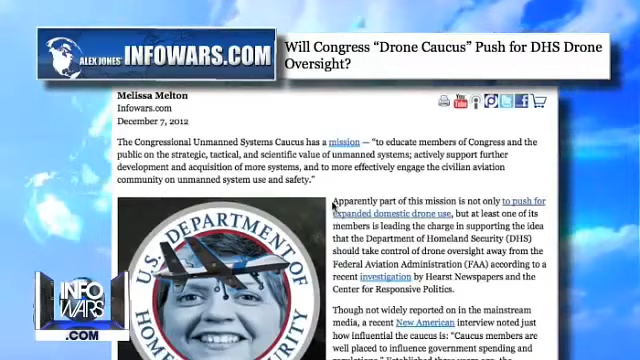 ALEX JONES' INFOWARS.COM
Will Congress “Drone Caucus” Push for DHS Drone
Oversight?
Melissa Melton
Infowars.com
December 7, 2012
You Tube
The Congressional Unmanned Systems Caucus has a mission — “to educate members of Congress and the
public on the strategic, tactical, and scientific value of unmanned systems; actively support further
development and acquisition of more systems, and to more effectively engage the civilian aviation
community on unmanned system use and safety.”
Apparently part of this mission is not only to push for
expanded domestic drone use, but at least one of its
members is leading the charge in supporting the idea
that the Department of Homeland Security (DHS)
should take control of drone oversight away from the
Federal Aviation Administration (FAA) according to a
recent investigation by Hearst Newspapers and the
Center for Responsive Politics.
Though not widely reported on in the mainstream
media, a recent New American interview noted just
how influential the caucus is: “Caucus members are
well placed to influence government spending and
U.S. DEPARTMENT
INFO
WARS
.COM